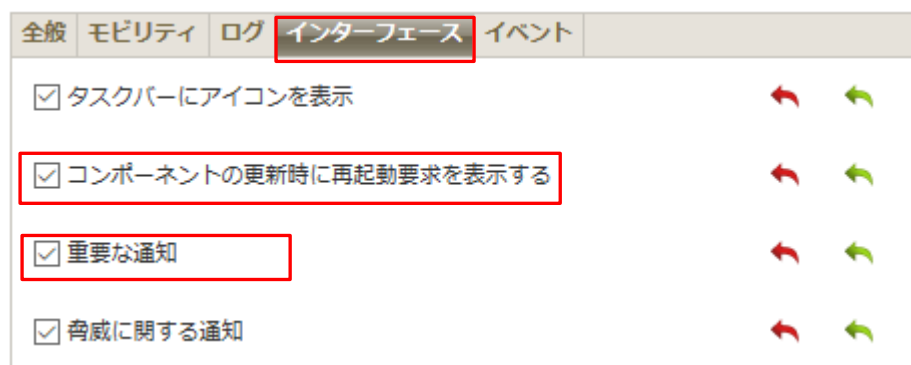 全般 モビリティ ログ インターフェース イベント
タスクバーにアイコンを表示
コンポーネントの更新時に再起動要求を表示する
重要な通知
脅威に関する通知